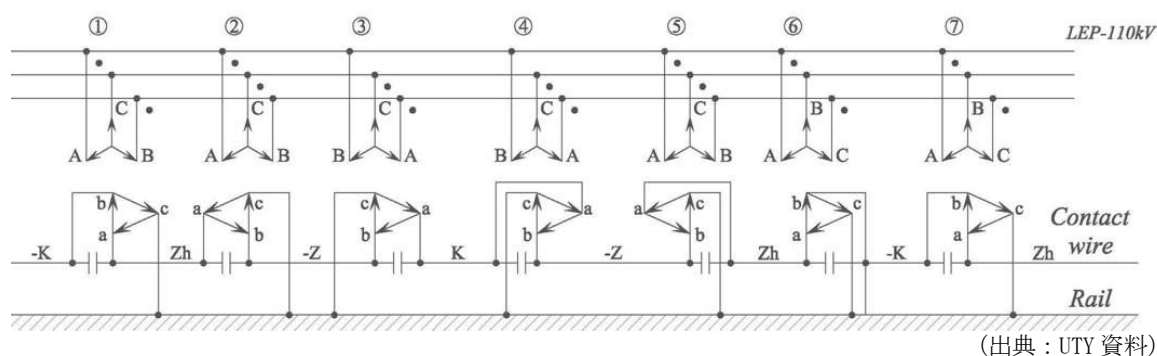 ① ② ③ ④ ⑤ ⑥ ⑦ LEP-110kV
C C C C C B B
A B A B B A B A A B A C A C
b c a c c a c a a c b c b c
a b b b b a a
-K Zh -Z K -Z Zh -K Zh Contact wire
Rail
(出典：UTY 資料)